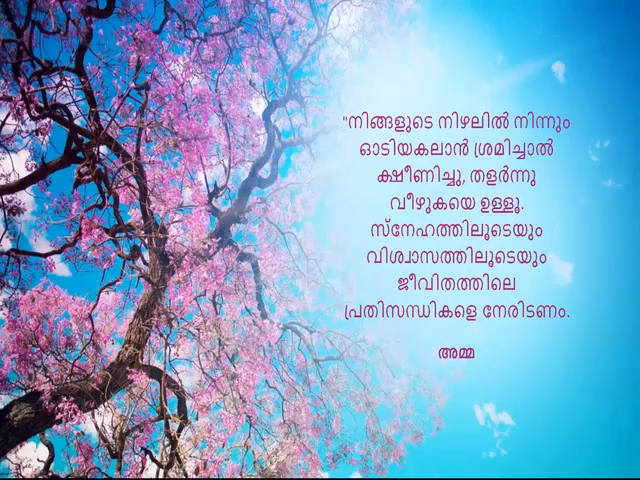 "നിങ്ങളുടെ നിഴലിൽ നിന്നും
ഓടിയകലാൻ ശ്രമിച്ചാൽ
ക്ഷീണിച്ചു, തളർന്നു
വീഴുകയെ ഉള്ളൂ.
സ്നേഹത്തിലൂടെയും
വിശ്വാസത്തിലൂടെയും
ജീവിതത്തിലെ
പ്രതിസന്ധികളെ നേരിടണം.
അമ്മ